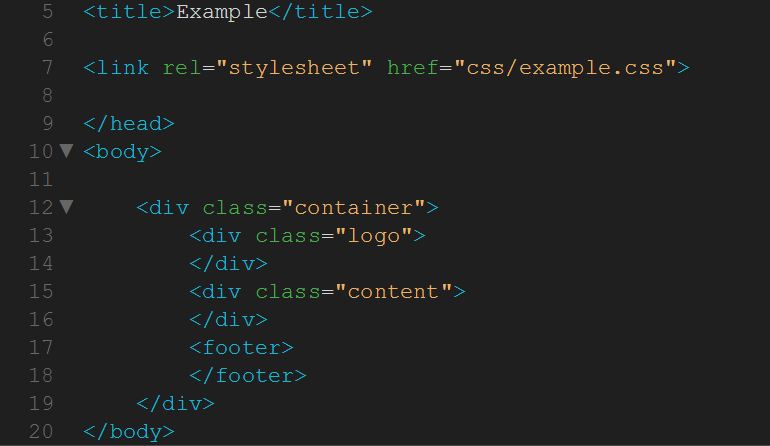 5 <title>Example</title>
6
7 <link rel="stylesheet" href="css/example.css">
8
9 </head>
10 <body>
11
12 <div class="container">
13 <div class="logo">
14 </div>
15 <div class="content">
16 </div>
17 <footer>
18 </footer>
19 </div>
20 </body>